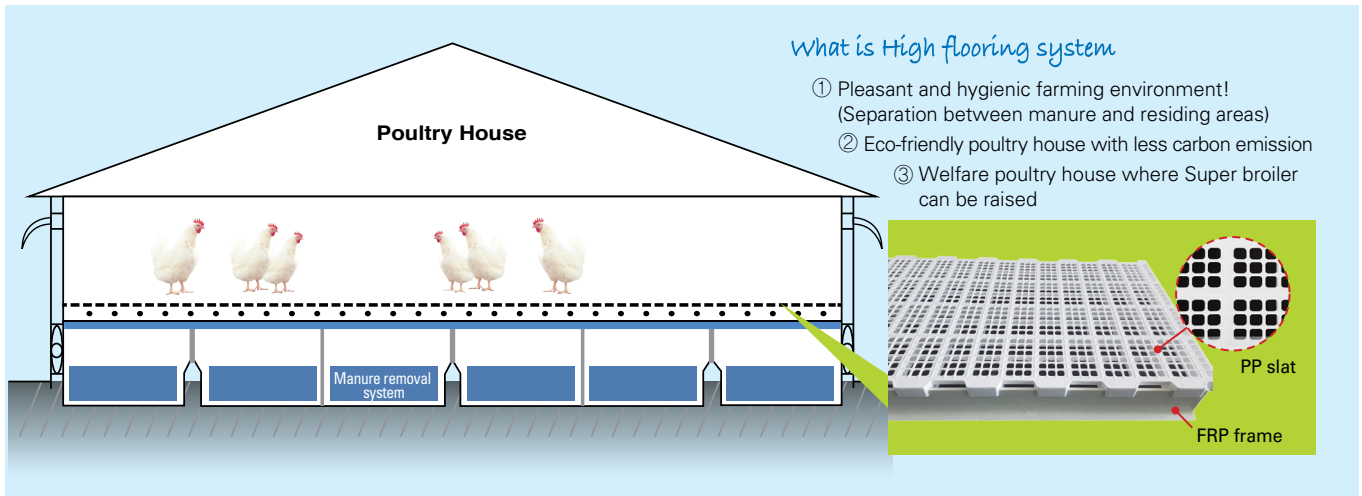 What is High flooring system
① Pleasant and hygienic farming environment!
(Separation between manure and residing areas)
② Eco-friendly poultry house with less carbon emission
③ Welfare poultry house where Super broiler
can be raised
Poultry House
Manure removal
system
PP slat
FRP frame